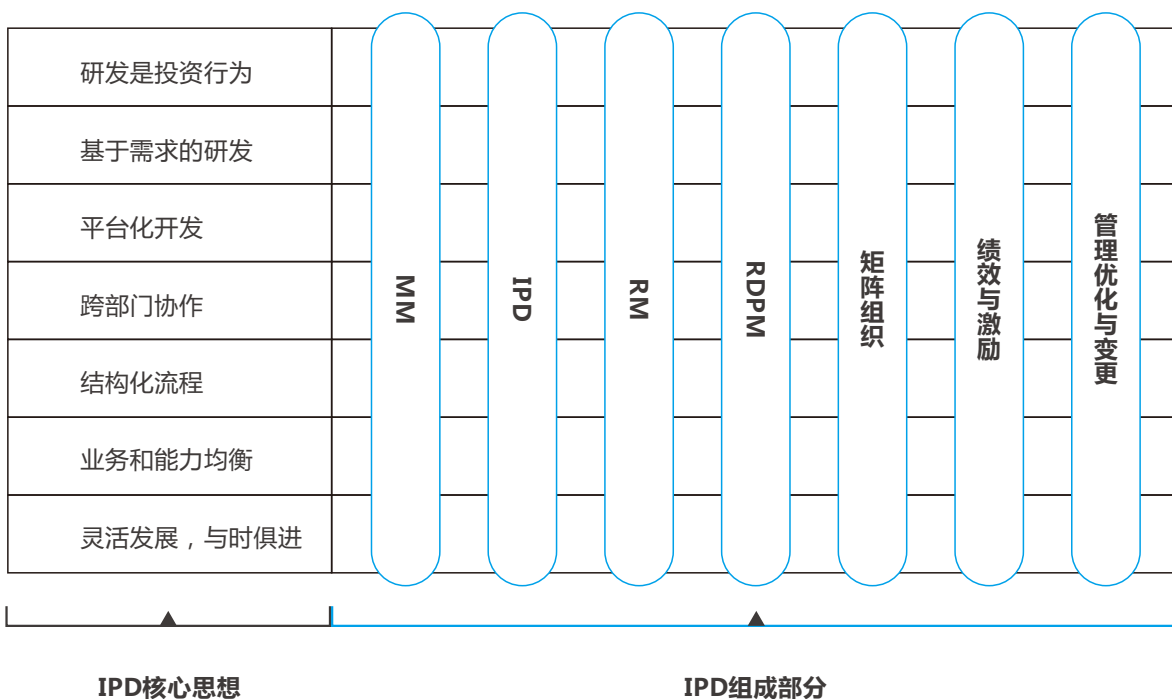 研发是投资行为
基于需求的研发
平台化开发
跨部门协作
结构化流程
业务和能力均衡
灵活发展，与时俱进
MM
IPD
RM
RDPM
矩阵组织
绩效与激励
管理优化与变更
IPD核心思想
IPD组成部分